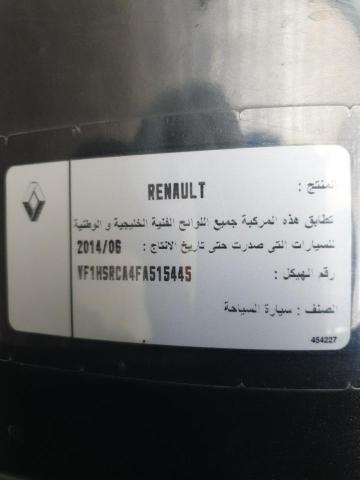 المنتج : RENAULT
تطابق هذه المركبة جميع اللوائح الفنية الخليجية و الوطنية
للسيارات التى صدرت حتى تاريخ الانتاج : 2014/06
رقم الهيكل : VF1HSRCA4FA515445
الصنف : سيارة السياحة
454227